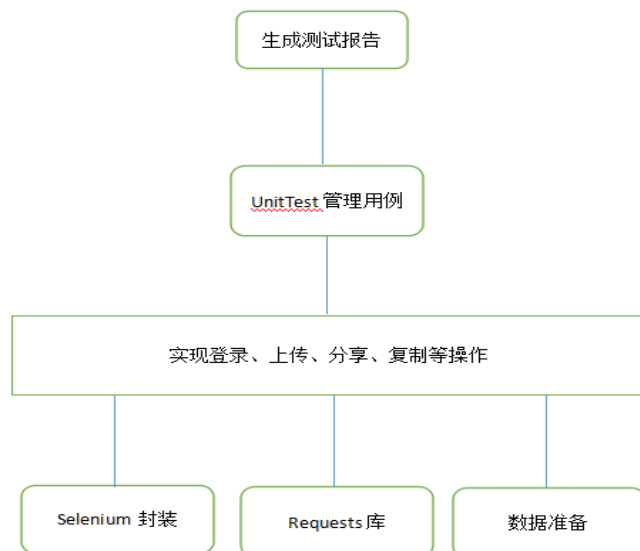 生成测试报告
UnitTest 管理用例
实现登录、上传、分享、复制等操作
Selenium 封装
Requests 库
数据准备